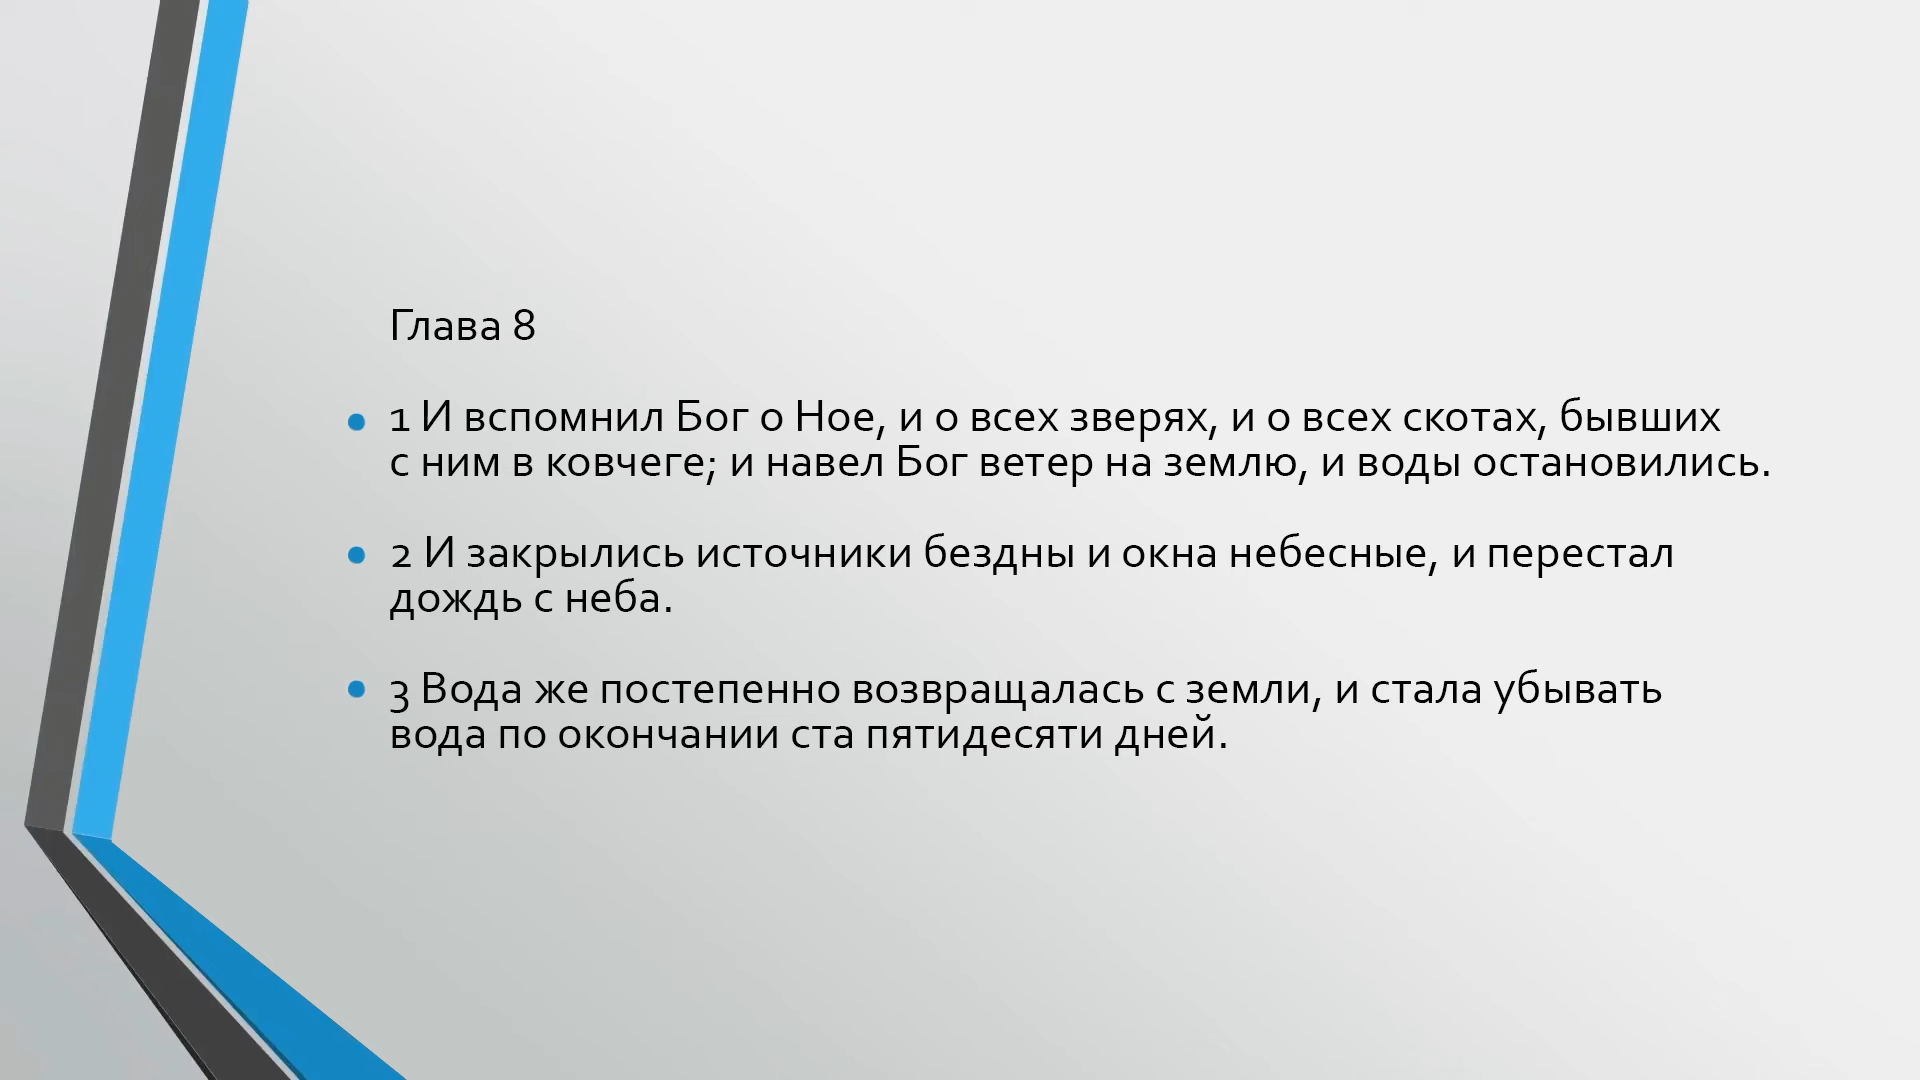 Глава 8
1 И вспомнил Бог о Ное, и о всех зверях, и о всех скотах, бывших
с ним в ковчеге; и навел Бог ветер на землю, и воды остановились.
2 И закрылись источники бездны и окна небесные, и перестал
дождь с неба.
3 Вода же постепенно возвращалась с земли, и стала убывать
вода по окончании ста пятидесяти дней.